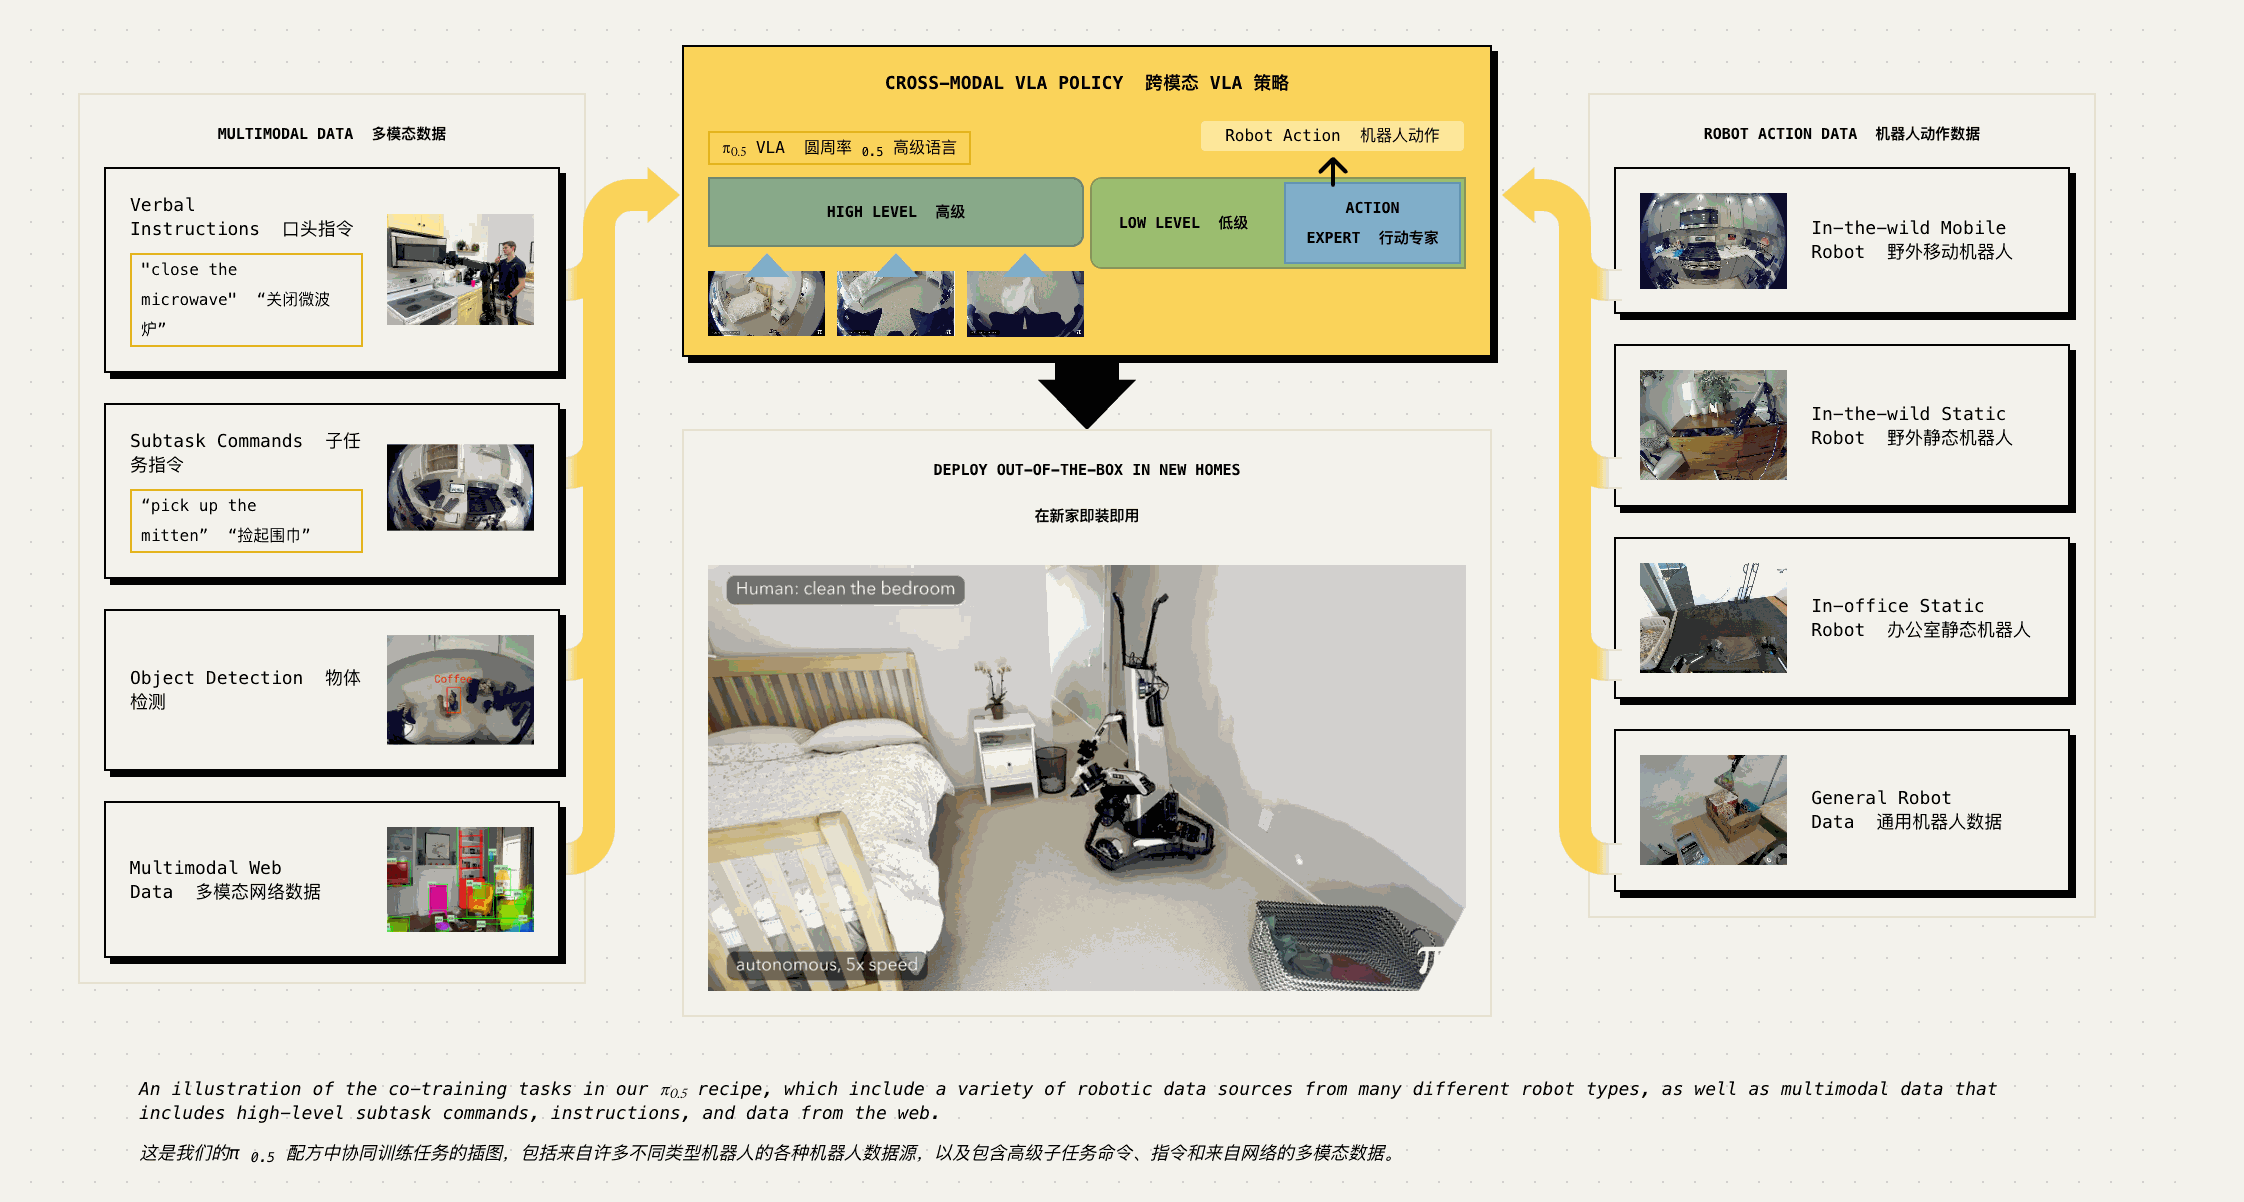 CROSS-MODAL VLA POLICY 跨模态 VLA 策略
MULTIMODAL DATA 多模态数据
Verbal
Instructions 口头指令
"close the
microwave" “关闭微波
炉”
Subtask Commands 子任
务指令
“pick up the
mitten” “捡起围巾”
Object Detection 物体
检测
Coffee
Multimodal Web
Data 多模态网络数据
π0.5 VLA 圆周率 0.5 高级语言
Robot Action 机器人动作
HIGH LEVEL 高级
LOW LEVEL 低级
ACTION
EXPERT 行动专家
π
π
π
DEPLOY OUT-OF-THE-BOX IN NEW HOMES
在新家即装即用
Human: clean the bedroom
autonomous, 5x speed
π
ROBOT ACTION DATA 机器人动作数据
In-the-wild Mobile
Robot 野外移动机器人
In-the-wild Static
Robot 野外静态机器人
In-office Static
Robot 办公室静态机器人
General Robot
Data 通用机器人数据
An illustration of the co-training tasks in our π0.5 recipe, which include a variety of robotic data sources from many different robot types, as well as multimodal data that
includes high-level subtask commands, instructions, and data from the web.
这是我们的π 0.5 配方中协同训练任务的插图，包括来自许多不同类型机器人的各种机器人数据源，以及包含高级子任务命令、指令和来自网络的多模态数据。